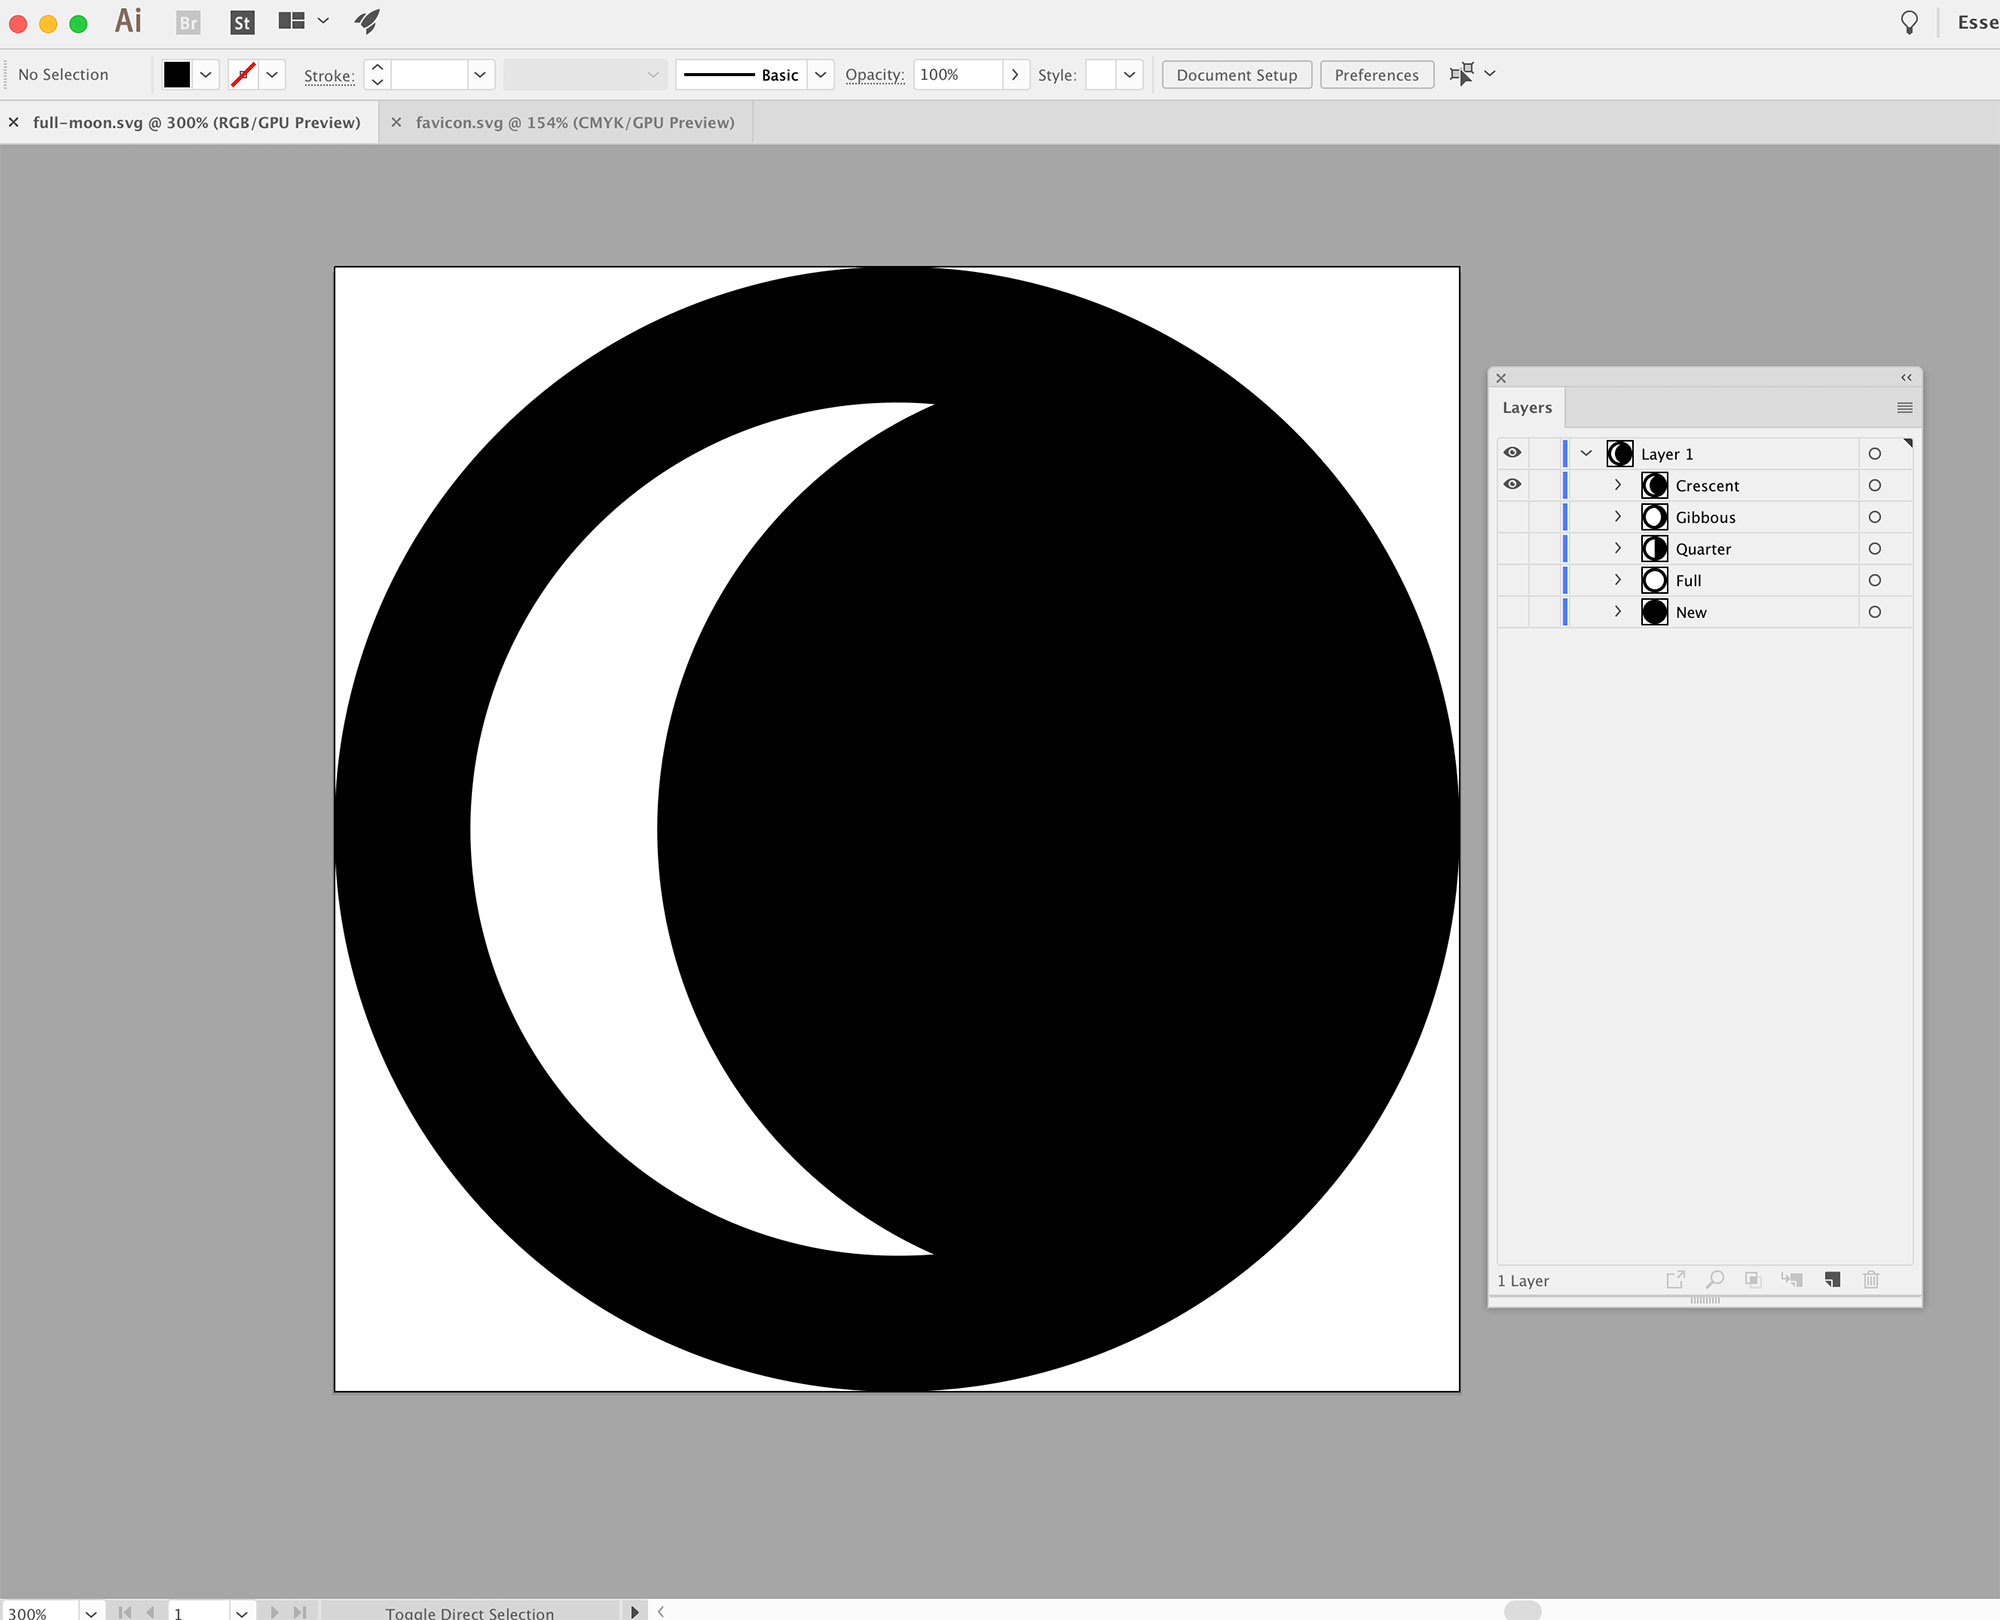 Ai Br St Esse
No Selection Stroke: Basic Opacity: 100% Style: Document Setup Preferences
full-moon.svg @ 300% (RGB/GPU Preview) favicon.svg @ 154% (CMYK/GPU Preview)
Layers
Layer 1
Crescent
Gibbous
Quarter
Full
New
1 Layer
300% 1 Toggle Direct Selection